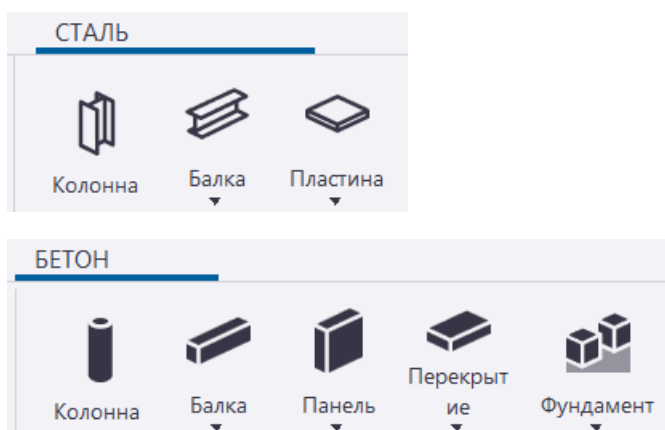 СТАЛЬ
Колонна
Балка
Пластина
БЕТОН
Колонна
Балка
Панель
Перекрыт
ие
Фундамент